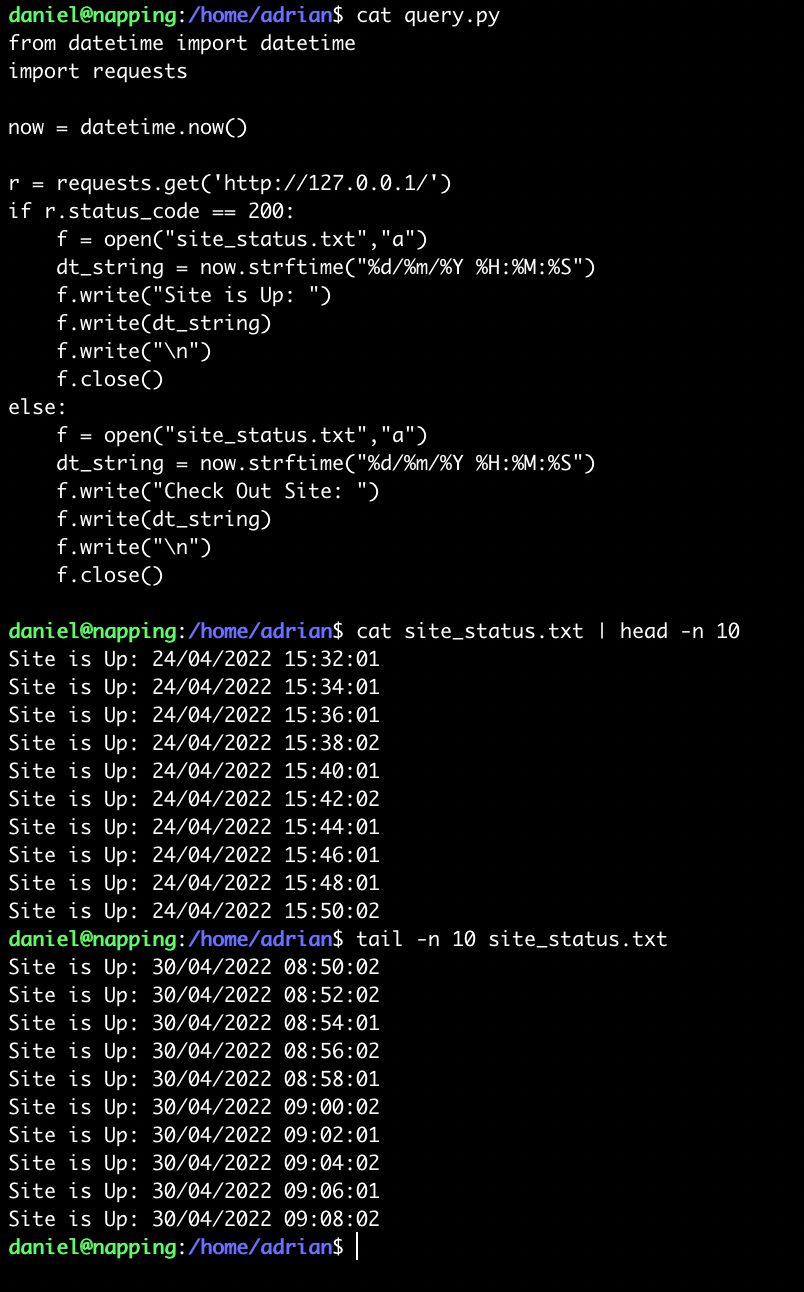 daniel@napping:/home/adrian$ cat query.py
from datetime import datetime
import requests

now = datetime.now()

r = requests.get('http://127.0.0.1/')
if r.status_code == 200:
    f = open("site_status.txt","a")
    dt_string = now.strftime("%d/%m/%Y %H:%M:%S")
    f.write("Site is Up: ")
    f.write(dt_string)
    f.write("\n")
    f.close()
else:
    f = open("site_status.txt","a")
    dt_string = now.strftime("%d/%m/%Y %H:%M:%S")
    f.write("Check Out Site: ")
    f.write(dt_string)
    f.write("\n")
    f.close()

daniel@napping:/home/adrian$ cat site_status.txt | head -n 10
Site is Up: 24/04/2022 15:32:01
Site is Up: 24/04/2022 15:34:01
Site is Up: 24/04/2022 15:36:01
Site is Up: 24/04/2022 15:38:02
Site is Up: 24/04/2022 15:40:01
Site is Up: 24/04/2022 15:42:02
Site is Up: 24/04/2022 15:44:01
Site is Up: 24/04/2022 15:46:01
Site is Up: 24/04/2022 15:48:01
Site is Up: 24/04/2022 15:50:02
daniel@napping:/home/adrian$ tail -n 10 site_status.txt
Site is Up: 30/04/2022 08:50:02
Site is Up: 30/04/2022 08:52:02
Site is Up: 30/04/2022 08:54:01
Site is Up: 30/04/2022 08:56:02
Site is Up: 30/04/2022 08:58:01
Site is Up: 30/04/2022 09:00:02
Site is Up: 30/04/2022 09:02:01
Site is Up: 30/04/2022 09:04:02
Site is Up: 30/04/2022 09:06:01
Site is Up: 30/04/2022 09:08:02
daniel@napping:/home/adrian$